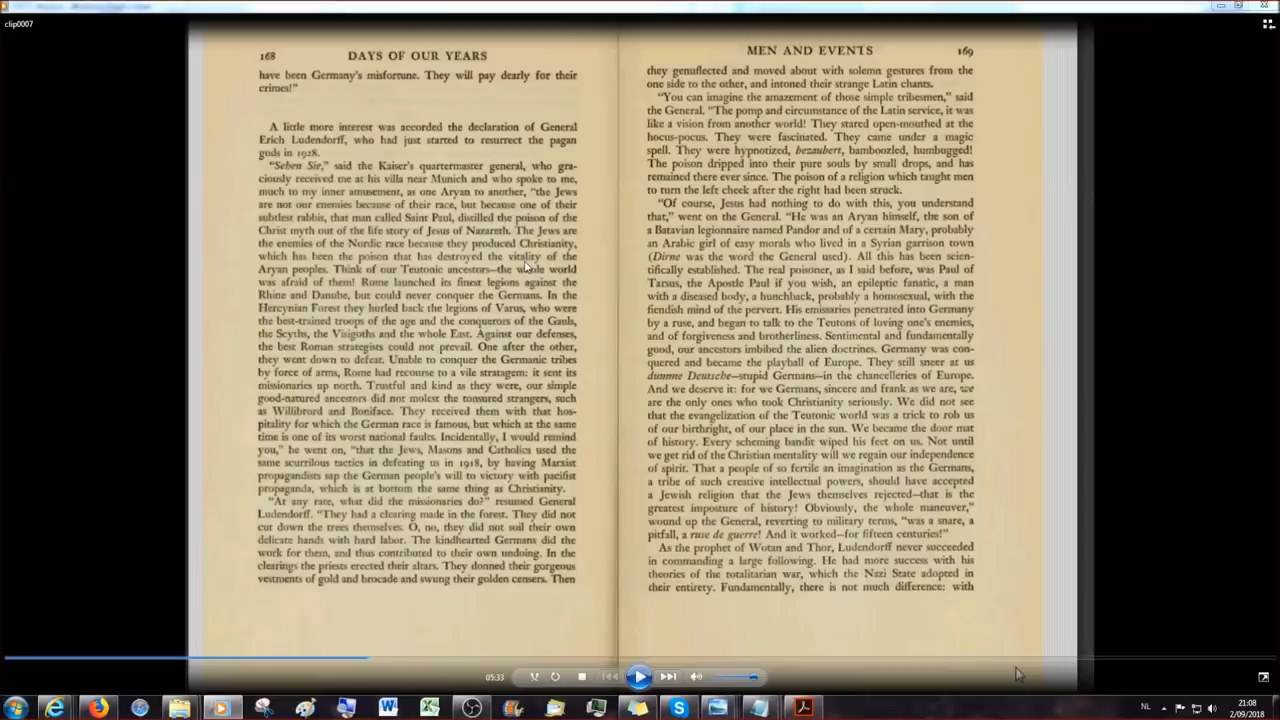 clip0007
168 DAYS OF OUR YEARS
have been Germany's misfortune. They will pay dearly for their
crimes!"
A little more interest was accorded the declaration of General
Erich Ludendorff, who had just started to resurrect the pagan
gods in 1928.
"Sehen Sie," said the Kaiser's quartermaster general, who gra-
ciously received me at his villa near Munich and who spoke to me,
much to my inner amusement, as one Aryan to another, "the Jews
are not our enemies because of their race, but because one of their
subtlest rabbis, that man called Saint Paul, distilled the poison of the
Christ myth out of the life story of Jesus of Nazareth. The Jews are
the enemies of the Nordic race because they produced Christianity,
which has been the poison that has destroyed the vitality of the
Aryan peoples. Think of our Teutonic ancestors—the whole world
was afraid of them! Rome launched its finest legions against the
Rhine and Danube, but could never conquer the Germans. In the
Hercynian Forest they hurled back the legions of Varus, who were
the best-trained troops of the age and the conquerors of the Gauls,
the Scyths, the Visigoths and the whole East. Against our defenses,
the best Roman strategists could not prevail. One after the other,
they went down to defeat. Unable to conquer the Germanic tribes
by force of arms, Rome had recourse to a vile stratagem: it sent its
missionaries up north. Trustful and kind as they were, our simple
good-natured ancestors did not molest the tonsured strangers, such
as Willibrord and Boniface. They received them with that hos-
pitality for which the German race is famous, but which at the same
time is one of its worst national faults. Incidentally, I would remind
you," he went on, "that the Jews, Masons and Catholics used the
same scurrilous tactics in defeating us in 1918, by having Marxist
propagandists sap the German people's will to victory with pacifist
propaganda, which is at bottom the same thing as Christianity.
"At any rate, what did the missionaries do?" resumed General
Ludendorff. "They had a clearing made in the forest. They did not
cut down the trees themselves. O, no, they did not soil their own
delicate hands with hard labor. The kindhearted Germans did the
work for them, and thus contributed to their own undoing. In the
clearings the priests erected their altars. They donned their gorgeous
vestments of gold and brocade and swung their golden censers. Then
MEN AND EVENTS 169
they genuflected and moved about with solemn gestures from the
one side to the other, and intoned their strange Latin chants.
"You can imagine the amazement of those simple tribesmen," said
the General. "The pomp and circumstance of the Latin service, it was
like a vision from another world! They stared open-mouthed at the
hocus-pocus. They were fascinated. They came under a magic
spell. They were hypnotized, bezaubert, bamboozled, humbugged!
The poison dripped into their pure souls by small drops, and has
remained there ever since. The poison of a religion which taught men
to turn the left cheek after the right had been struck.
"Of course, Jesus had nothing to do with this, you understand
that," went on the General. "He was an Aryan himself, the son of
a Batavian legionnaire named Pandor and of a certain Mary, probably
an Arabic girl of easy morals who lived in a Syrian garrison town
(Dirne was the word the General used). All this has been scien-
tifically established. The real poisoner, as I said before, was Paul of
Tarsus, the Apostle Paul if you wish, an epileptic fanatic, a man
with a diseased body, a hunchback, probably a homosexual, with the
fiendish mind of the pervert. His emissaries penetrated into Germany
by a ruse, and began to talk to the Teutons of loving one's enemies,
and of forgiveness and brotherliness. Sentimental and fundamentally
good, our ancestors imbibed the alien doctrines. Germany was con-
quered and became the playball of Europe. They still sneer at us
dumme Deutsche—stupid Germans—in the chancelleries of Europe.
And we deserve it: for we Germans, sincere and frank as we are, we
are the only ones who took Christianity seriously. We did not see
that the evangelization of the Teutonic world was a trick to rob us
of our birthright, of our place in the sun. We became the door mat
of history. Every scheming bandit wiped his feet on us. Not until
we get rid of the Christian mentality will we regain our independence
of spirit. That a people of so fertile an imagination as the Germans,
a tribe of such creative intellectual powers, should have accepted
a Jewish religion that the Jews themselves rejected—that is the
greatest imposture of history! Obviously, the whole maneuver,"
wound up the General, reverting to military terms, "was a snare, a
pitfall, a ruse de guerre! And it worked—for fifteen centuries!"
As the prophet of Wotan and Thor, Ludendorff never succeeded
in commanding a large following. He had more success with his
theories of the totalitarian war, which the Nazi State adopted in
their entirety. Fundamentally, there is not much difference: with
05:33
NL
21:08
2/09/2018